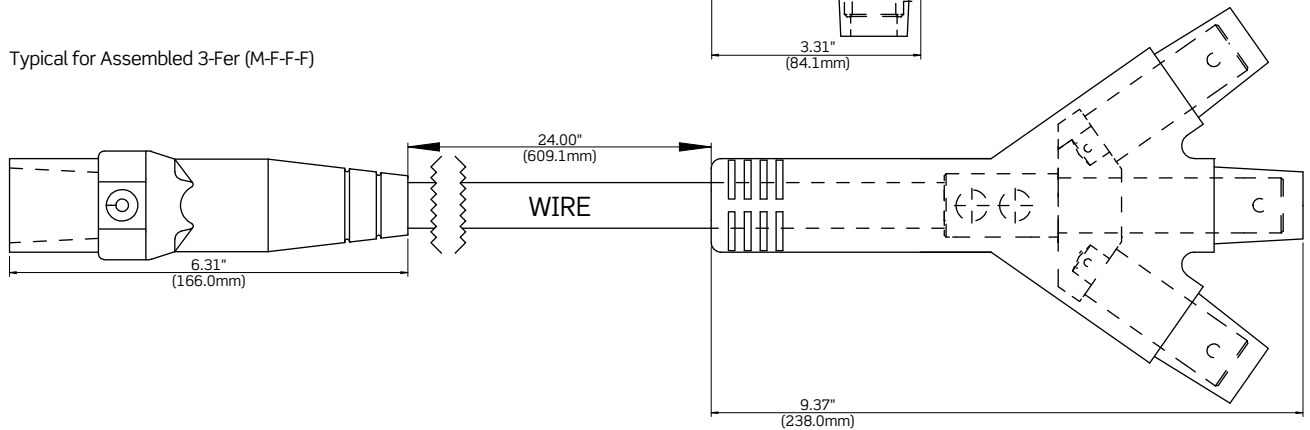 3.31"
(84.1mm)
Typical for Assembled 3-Fer (M-F-F-F)
24.00"
(609.1mm)
WIRE
6.31"
(166.0mm)
9.37"
(238.0mm)